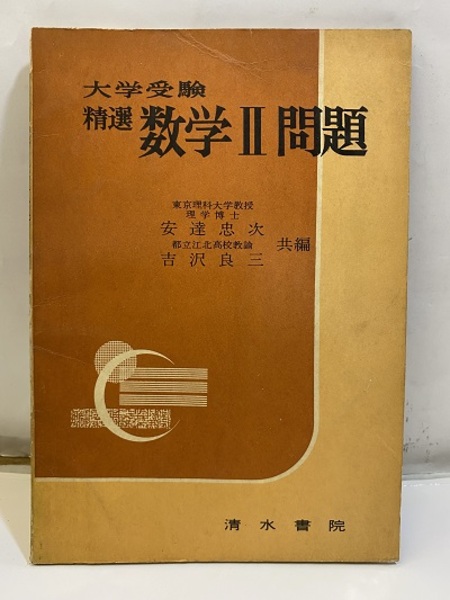 大学受験
精選 数学Ⅱ問題
東京理科大学教授
理学博士
安達忠次
都立江北高校教諭
共編
吉沢良三
清水書院